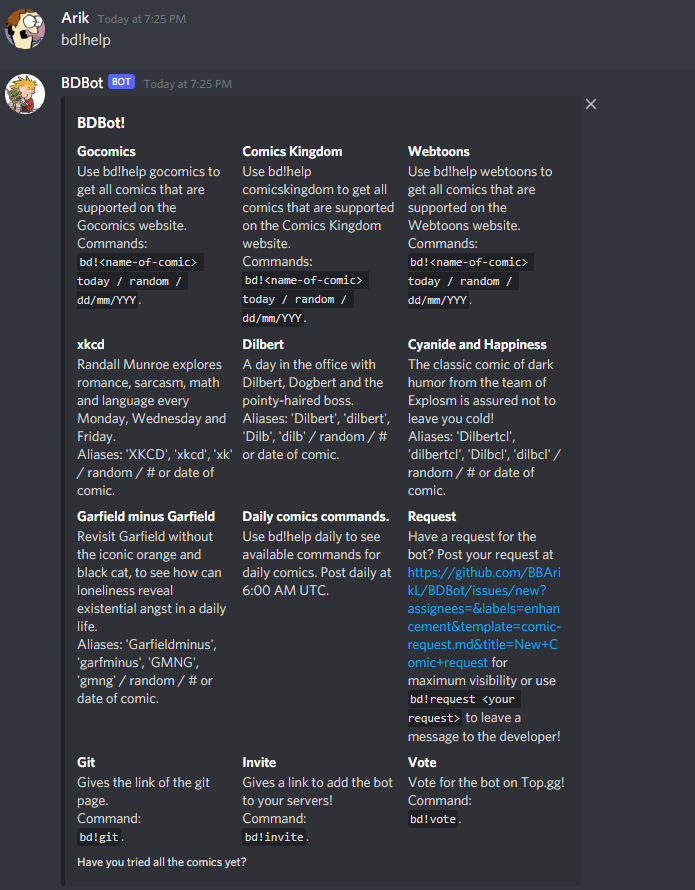 Arik Today at 7:25 PM
bd!help
BDBot BOT Today at 7:25 PM
BDBot!
Gocomics
Use bd!help gocomics to
get all comics that are
supported on the
Gocomics website.
Commands:
bd!<name-of-comic>
today / random /
dd/mm/YYY.
Comics Kingdom
Use bd!help
comicskingdom to get all
comics that are supported
on the Comics Kingdom
website.
Commands:
bd!<name-of-comic>
today / random /
dd/mm/YYY.
Webtoons
Use bd!help webtoons to
get all comics that are
supported on the
Webtoons website.
Commands:
bd!<name-of-comic>
today / random /
dd/mm/YYY.
xkcd
Randall Munroe explores
romance, sarcasm, math
and language every
Monday, Wednesday and
Friday.
Aliases: 'XKCD', 'xkcd', 'xk'
/ random / # or date of
comic.
Dilbert
A day in the office with
Dilbert, Dogbert and the
pointy-haired boss.
Aliases: 'Dilbert', 'dilbert',
'Dilb', 'dilb' / random / #
or date of comic.
Cyanide and Happiness
The classic comic of dark
humor from the team of
Explosm is assured not to
leave you cold!
Aliases: 'Dilbertcl',
'dilbertcl', 'Dilbcl', 'dilbcl' /
random / # or date of
comic.
Garfield minus Garfield
Revisit Garfield without
the iconic orange and
black cat, to see how can
loneliness reveal
existential angst in a daily
life.
Aliases: 'Garfieldminus',
'garfminus', 'GMNG',
'gmng' / random / # or
date of comic.
Daily comics commands.
Use bd!help daily to see
available commands for
daily comics. Post daily at
6:00 AM UTC.
Request
Have a request for the
bot? Post your request at
https://github.com/BBAri
kL/BDBot/issues/new?
assignees=&labels=enhan
cement&template=comic-
request.md&title=New+C
omic+request for
maximum visibility or use
bd!request <your
request> to leave a
message to the developer!
Git
Gives the link of the git
page.
Command:
bd!git.
Invite
Gives a link to add the bot
to your servers!
Command:
bd!invite.
Vote
Vote for the bot on Top.gg!
Command:
bd!vote.
Have you tried all the comics yet?